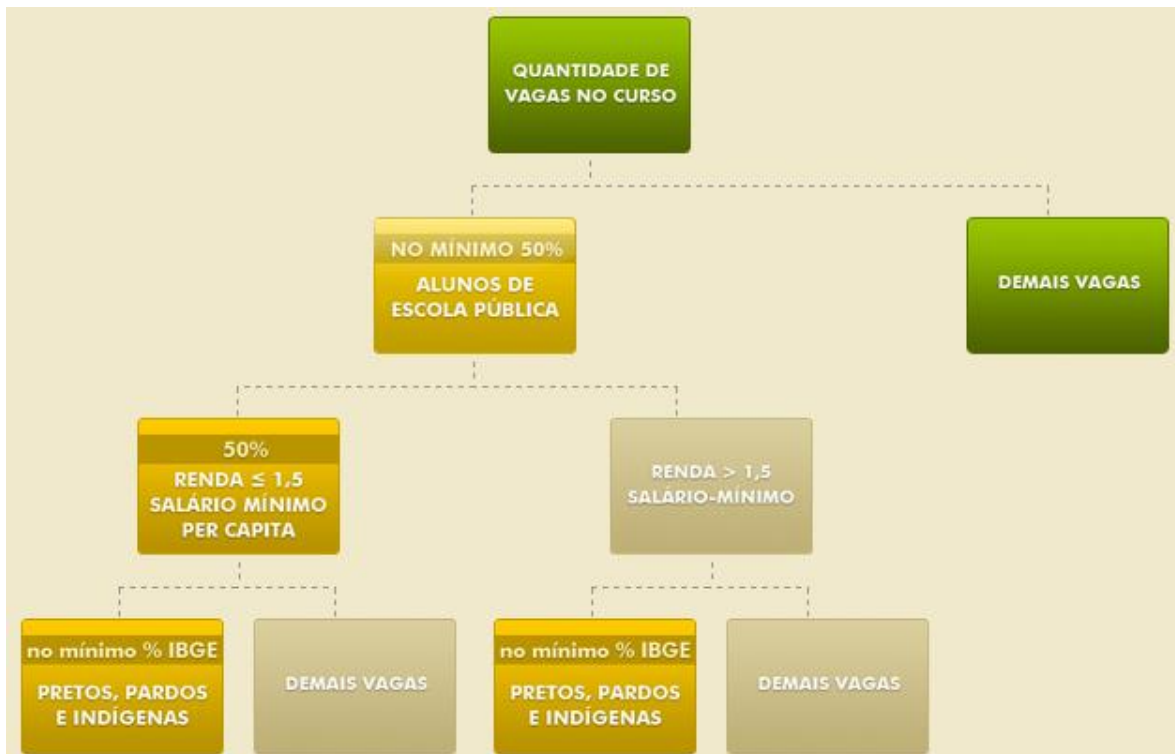 QUANTIDADE DE
VAGAS NO CURSO
NO MÍNIMO 50%
ALUNOS DE
ESCOLA PÚBLICA
DEMAIS VAGAS
50%
RENDA ≤ 1,5
SALÁRIO MÍNIMO
PER CAPITA
RENDA > 1,5
SALÁRIO-MÍNIMO
no mínimo % IBGE
PRETOS, PARDOS
E INDÍGENAS
DEMAIS VAGAS
no mínimo % IBGE
PRETOS, PARDOS
E INDÍGENAS
DEMAIS VAGAS